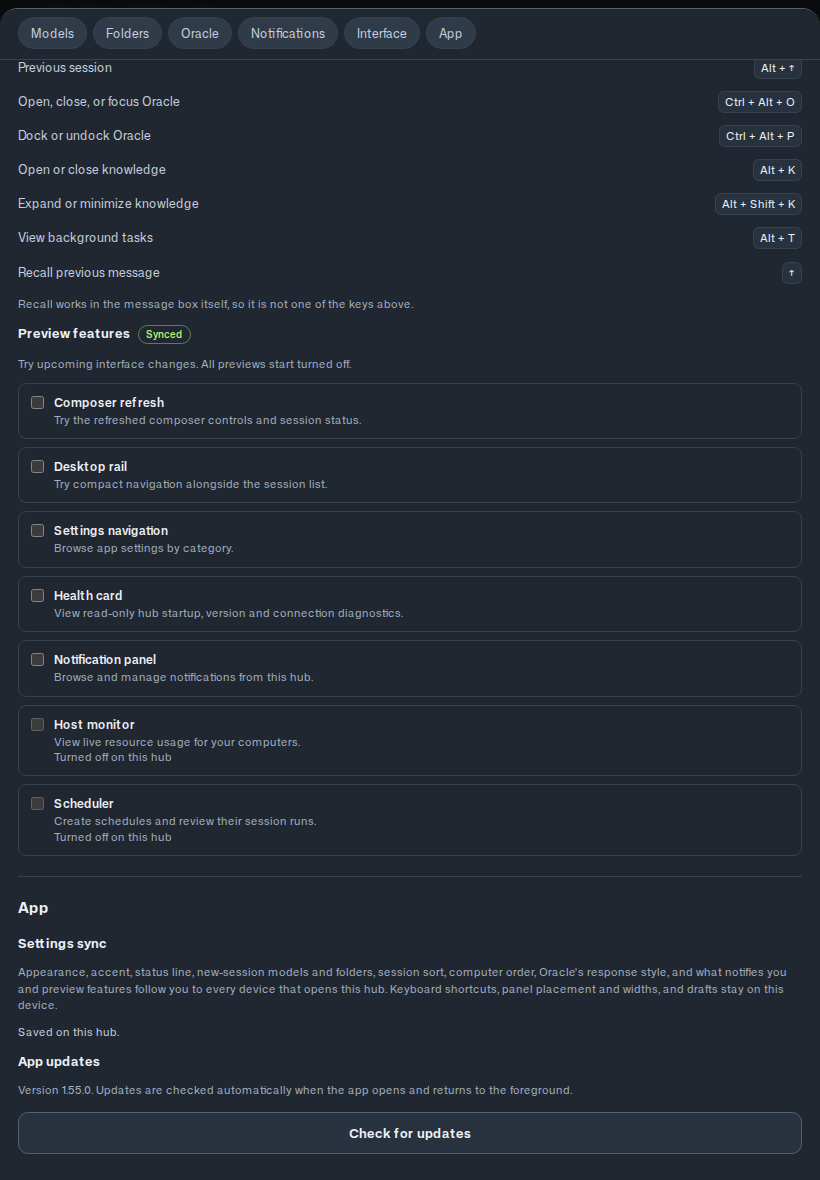 Models Folders Oracle Notifications Interface App
Previous session Alt + ↑
Open, close, or focus Oracle Ctrl + Alt + O
Dock or undock Oracle Ctrl + Alt + P
Open or close knowledge Alt + K
Expand or minimize knowledge Alt + Shift + K
View background tasks Alt + T
Recall previous message ↑
Recall works in the message box itself, so it is not one of the keys above.
Preview features Synced
Try upcoming interface changes. All previews start turned off.
Composer refresh
Try the refreshed composer controls and session status.
Desktop rail
Try compact navigation alongside the session list.
Settings navigation
Browse app settings by category.
Health card
View read-only hub startup, version and connection diagnostics.
Notification panel
Browse and manage notifications from this hub.
Host monitor
View live resource usage for your computers.
Turned off on this hub
Scheduler
Create schedules and review their session runs.
Turned off on this hub
App
Settings sync
Appearance, accent, status line, new-session models and folders, session sort, computer order, Oracle's response style, and what notifies you
and preview features follow you to every device that opens this hub. Keyboard shortcuts, panel placement and widths, and drafts stay on this
device.
Saved on this hub.
App updates
Version 1.55.0. Updates are checked automatically when the app opens and returns to the foreground.
Check for updates